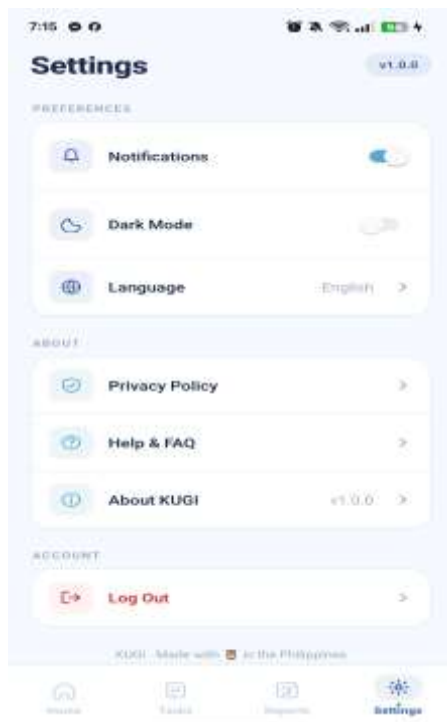 7:15
Settings
v1.0.0
PREFERENCES
Notifications
Dark Mode
Language English
ABOUT
Privacy Policy
Help & FAQ
About KUGI v1.0.0
ACCOUNT
Log Out
KUGI Made with in the Philippines
Home Tasks Reports Settings